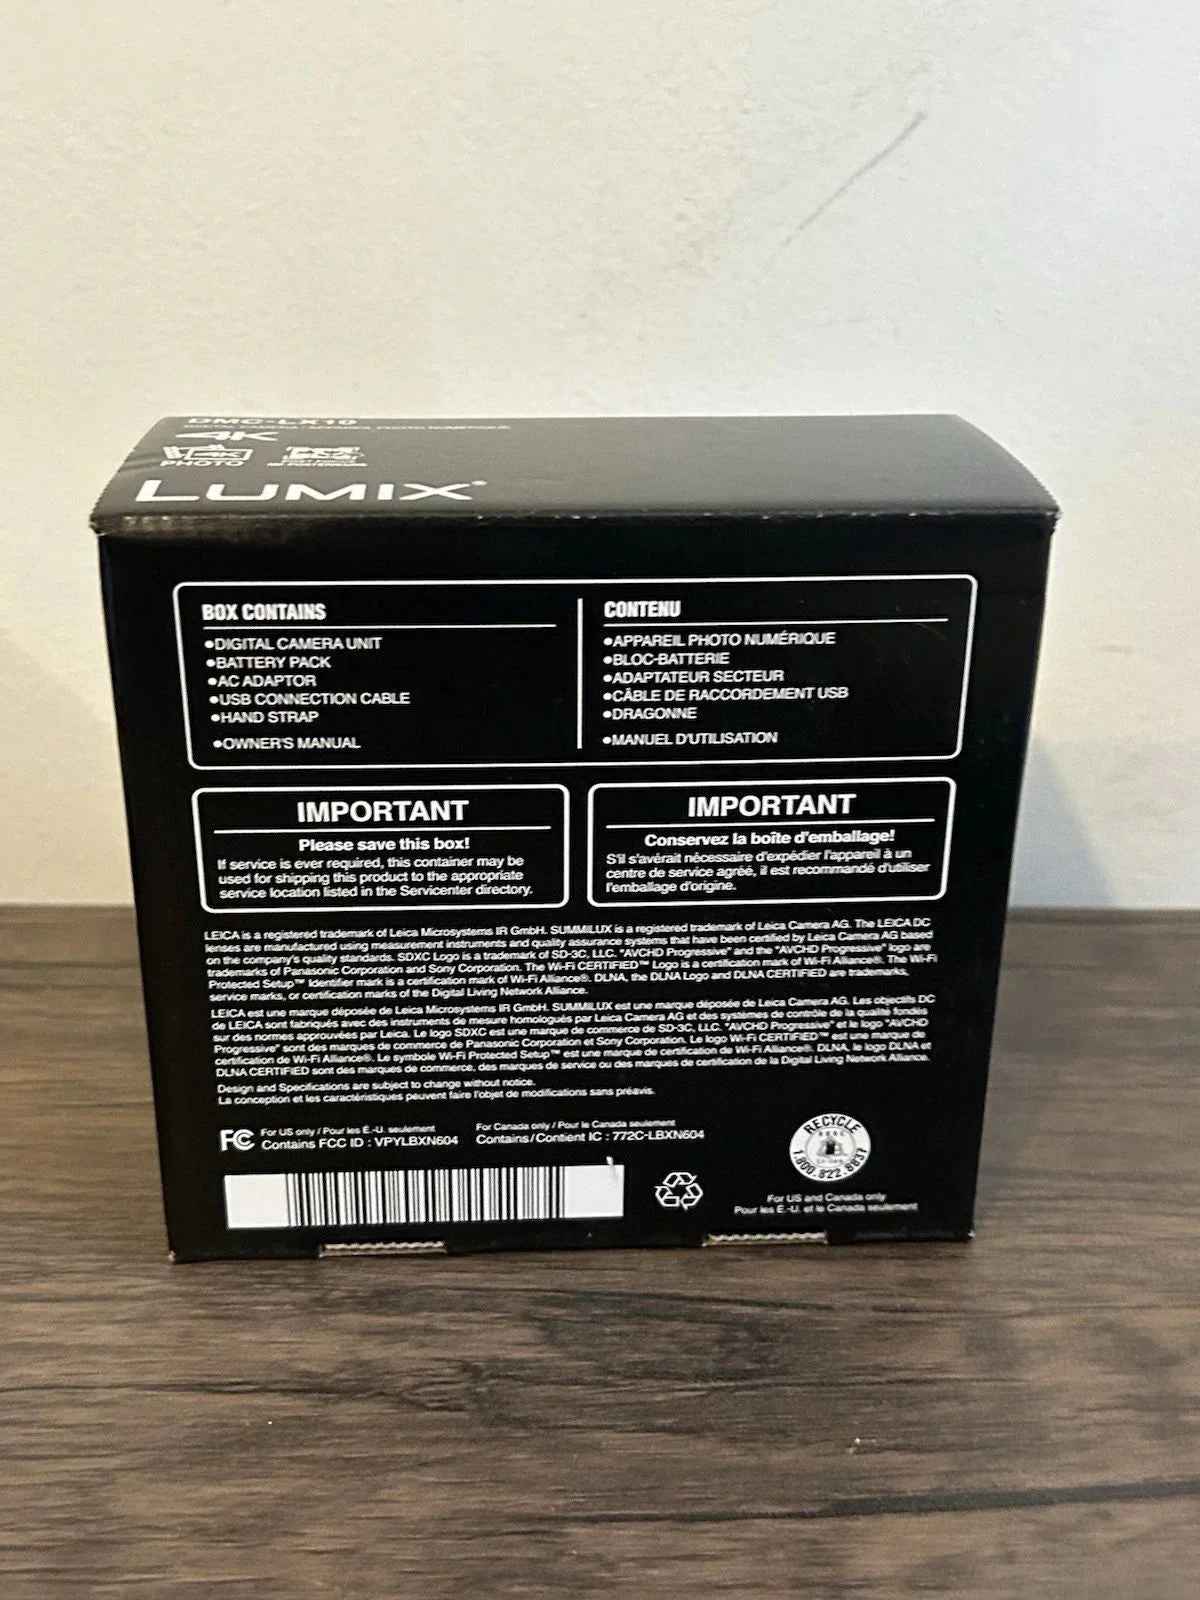 DMC-LX10
4K
4K
PHOTO
LUMIX
BOX CONTAINS
•DIGITAL CAMERA UNIT
•BATTERY PACK
•AC ADAPTOR
•USB CONNECTION CABLE
•HAND STRAP
•OWNER'S MANUAL
CONTENU
•APPAREIL PHOTO NUMÉRIQUE
•BLOC-BATTERIE
•ADAPTATEUR SECTEUR
•CÂBLE DE RACCORDEMENT USB
•DRAGONNE
•MANUEL D'UTILISATION
IMPORTANT
Please save this box!
If service is ever required, this container may be
used for shipping this product to the appropriate
service location listed in the Servicenter directory.
IMPORTANT
Conservez la boîte d'emballage!
S'il s'avérait nécessaire d'expédier l'appareil à un
centre de service agréé, il est recommandé d'utiliser
l'emballage d'origine.
LEICA is a registered trademark of Leica Microsystems IR GmbH. SUMMILUX is a registered trademark of Leica Camera AG. The LEICA DC
lenses are manufactured using measurement instruments and quality assurance systems that have been certified by Leica Camera AG based
on the company's quality standards. SDXC Logo is a trademark of SD-3C, LLC. "AVCHD Progressive" and the "AVCHD Progressive" logo are
trademarks of Panasonic Corporation and Sony Corporation. The Wi-Fi CERTIFIED™ Logo is a certification mark of Wi-Fi Alliance®. The Wi-Fi
Protected Setup™ Identifier mark is a certification mark of Wi-Fi Alliance®. DLNA, the DLNA Logo and DLNA CERTIFIED are trademarks,
service marks, or certification marks of the Digital Living Network Alliance.
LEICA est une marque déposée de Leica Microsystems IR GmbH. SUMMILUX est une marque déposée de Leica Camera AG. Les objectifs DC
de LEICA sont fabriqués avec des instruments de mesure homologués par Leica Camera AG et des systèmes de contrôle de la qualité fondés
sur des normes approuvées par Leica. Le logo SDXC est une marque de commerce de SD-3C, LLC. "AVCHD Progressive" et le logo "AVCHD
Progressive" sont des marques de commerce de Panasonic Corporation et Sony Corporation. Le logo Wi-Fi CERTIFIED™ est une marque de
certification de Wi-Fi Alliance®. Le symbole Wi-Fi Protected Setup™ est une marque de certification de Wi-Fi Alliance®. DLNA, le logo DLNA et
DLNA CERTIFIED sont des marques de commerce, des marques de service ou des marques de certification de la Digital Living Network Alliance.
Design and Specifications are subject to change without notice.
La conception et les caractéristiques peuvent faire l'objet de modifications sans préavis.
FC For US only / Pour les É.-U. seulement
Contains FCC ID : VPYLBXN604
For Canada only / Pour le Canada seulement
Contains/Contient IC : 772C-LBXN604
RECYCLE
1.800.822.8837
For US and Canada only
Pour les É.-U. et le Canada seulement